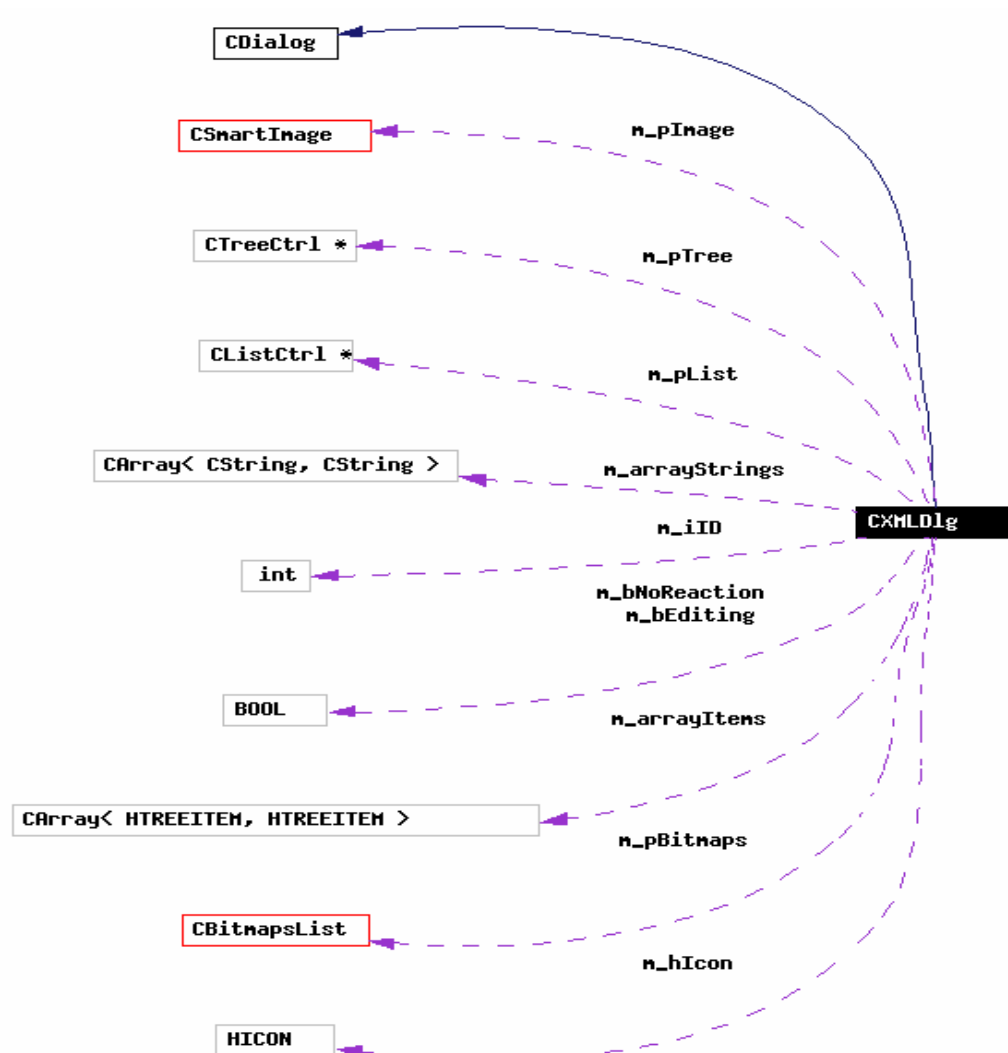 CDialog
CSmartImage
m_pImage
CTreeCtrl *
m_pTree
CListCtrl *
m_pList
CArray< CString, CString >
m_arrayStrings
CXMLDlg
m_iID
int
m_bNoReaction
m_bEditing
BOOL
m_arrayItems
CArray< HTREEITEM, HTREEITEM >
m_pBitmaps
CBitmapsList
m_hIcon
HICON